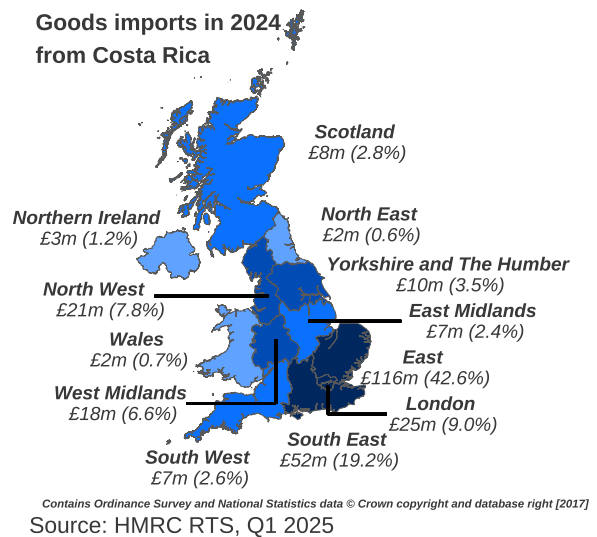 Goods imports in 2024
from Costa Rica
Scotland
£8m (2.8%)
Northern Ireland
£3m (1.2%)
North East
£2m (0.6%)
Yorkshire and The Humber
£10m (3.5%)
North West
£21m (7.8%)
East Midlands
£7m (2.4%)
Wales
£2m (0.7%)
East
£116m (42.6%)
West Midlands
£18m (6.6%)
London
£25m (9.0%)
South East
£52m (19.2%)
South West
£7m (2.6%)
Contains Ordinance Survey and National Statistics data © Crown copyright and database right [2017]
Source: HMRC RTS, Q1 2025